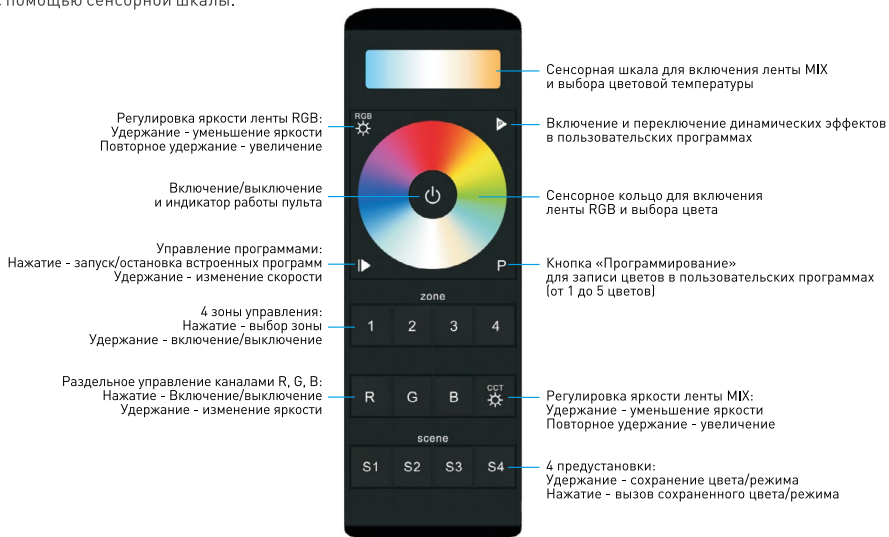 с помощью сенсорной шкалы.
Сенсорная шкала для включения ленты MIX
и выбора цветовой температуры
Регулировка яркости ленты RGB:
Удержание - уменьшение яркости
Повторное удержание - увеличение
RGB
P
Включение и переключение динамических эффектов
в пользовательских программах
Включение/выключение
и индикатор работы пульта
Сенсорное кольцо для включения
ленты RGB и выбора цвета
Управление программами:
Нажатие - запуск/остановка встроенных программ
Удержание - изменение скорости
P
Кнопка «Программирование»
для записи цветов в пользовательских программах
(от 1 до 5 цветов)
zone
4 зоны управления:
Нажатие - выбор зоны
Удержание - включение/выключение
1 2 3 4
Раздельное управление каналами R, G, B:
Нажатие - Включение/выключение
Удержание - изменение яркости
R G B CCT
Регулировка яркости ленты MIX:
Удержание - уменьшение яркости
Повторное удержание - увеличение
scene
S1 S2 S3 S4
4 предустановки:
Удержание - сохранение цвета/режима
Нажатие - вызов сохраненного цвета/режима